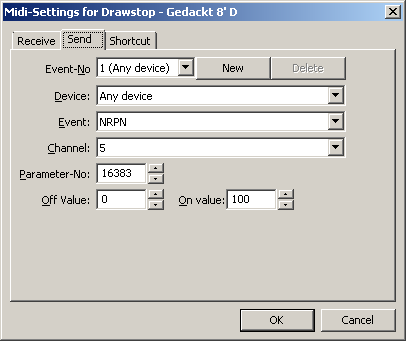 Midi-Settings for Drawstop - Gedackt 8' D
Receive Send Shortcut
Event-No 1 (Any device) New Delete
Device: Any device
Event: NRPN
Channel: 5
Parameter-No: 16383
Off Value: 0 On value: 100
OK Cancel